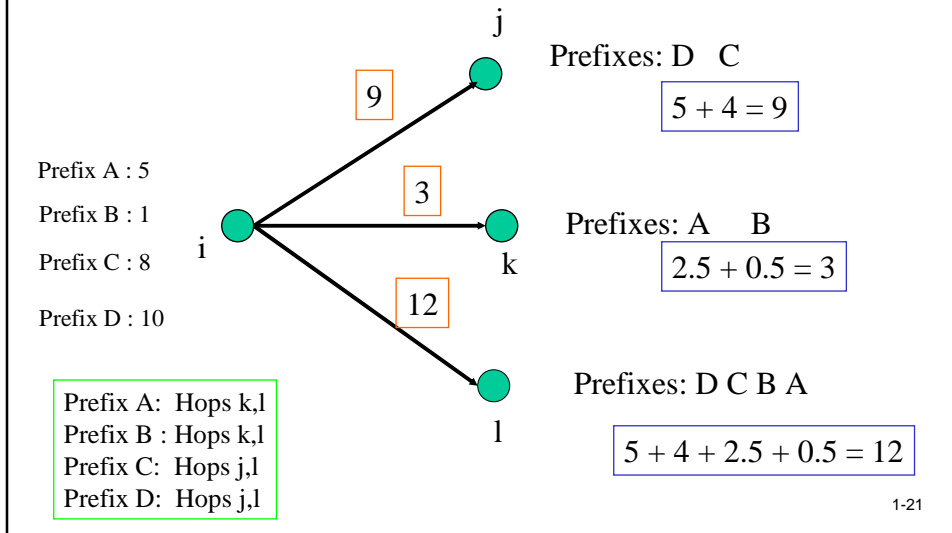 j
Prefixes: D C
9
5 + 4 = 9
Prefix A : 5
3
Prefix B : 1
Prefixes: A B
i
k
Prefix C : 8
2.5 + 0.5 = 3
12
Prefix D : 10
Prefixes: D C B A
l
Prefix A: Hops k,l
Prefix B : Hops k,l
Prefix C: Hops j,l
Prefix D: Hops j,l
5 + 4 + 2.5 + 0.5 = 12
1-21